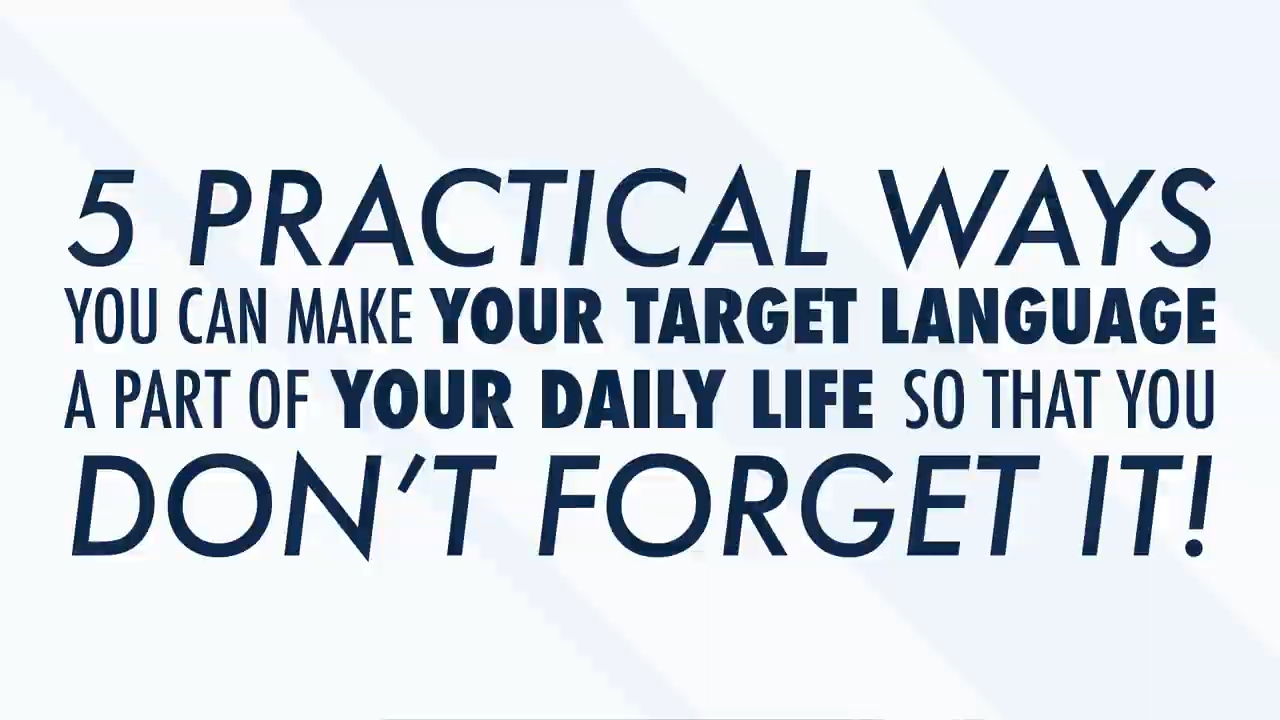 5 PRACTICAL WAYS
YOU CAN MAKE YOUR TARGET LANGUAGE
A PART OF YOUR DAILY LIFE SO THAT YOU
DON'T FORGET IT!